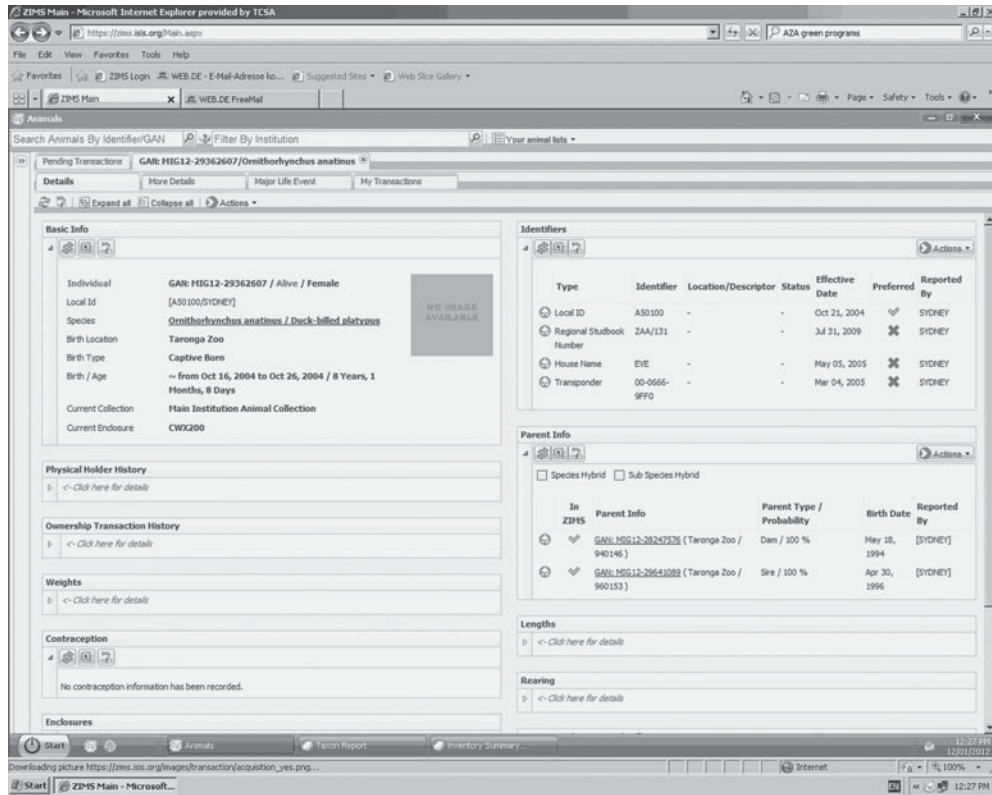 ZIMS Main - Microsoft Internet Explorer provided by TCSA
https://zims.isis.org/Main.aspx
AZA green programs
File Edit View Favorites Tools Help
Favorites ZIMS Login WEB.DE - E-Mail-Adresse ko... Suggested Sites Web Slice Gallery
ZIMS Main WEB.DE FreeMail Page Safety Tools
Animals
Search Animals By Identifier/GAN Filter By Institution Your animal lists
Pending Transactions GAN: MIG12-29362607/Ornithorhynchus anatinus
Details More Details Major Life Event My Transactions
Expand all Collapse all Actions
Basic Info
Individual GAN: MIG12-29362607 / Alive / Female
Local Id [A50100/SYDNEY]
Species Ornithorhynchus anatinus / Duck-billed platypus
Birth Location Taronga Zoo
Birth Type Captive Born
Birth / Age ~ from Oct 16, 2004 to Oct 26, 2004 / 8 Years, 1
Months, 8 Days
Current Collection Main Institution Animal Collection
Current Enclosure CWX200
NO IMAGE
AVAILABLE
Physical Holder History
<- Click here for details
Ownership Transaction History
<- Click here for details
Weights
<- Click here for details
Contraception
No contraception information has been recorded.
Enclosures
Identifiers
Actions
Type Identifier Location/Descriptor Status Effective Date Preferred Reported By
Local ID A50100 - - Oct 21, 2004 SYDNEY
Regional Studbook Number ZAA/131 - - Jul 31, 2009 SYDNEY
House Name EVE - - May 05, 2005 SYDNEY
Transponder 00-0666-9FF0 - - Mar 04, 2005 SYDNEY
Parent Info
Actions
Species Hybrid Sub Species Hybrid
In ZIMS Parent Info Parent Type / Probability Birth Date Reported By
GAN: MIG12-28247576 (Taronga Zoo / 940146) Dam / 100 % May 18, 1994 [SYDNEY]
GAN: MIG12-29641089 (Taronga Zoo / 960153) Sire / 100 % Apr 30, 1996 [SYDNEY]
Lengths
<- Click here for details
Rearing
<- Click here for details
Start Animals Taxon Report Inventory Summary... 12:27 PM
12/01/2012
Downloading picture https://zims.isis.org/images/transaction/acquisition_yes.png... Internet 100%
Start ZIMS Main - Microsoft... EN 12:27 PM